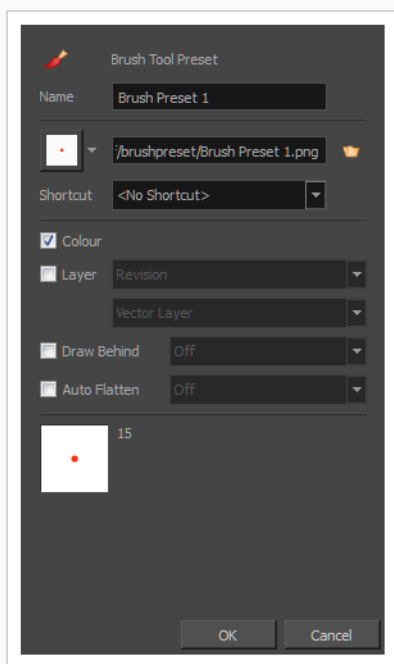 Brush Tool Preset
Name Brush Preset 1
/brushpreset/Brush Preset 1.png
Shortcut <No Shortcut>
Colour
Layer Revision
Vector Layer
Draw Behind Off
Auto Flatten Off
15
OK Cancel